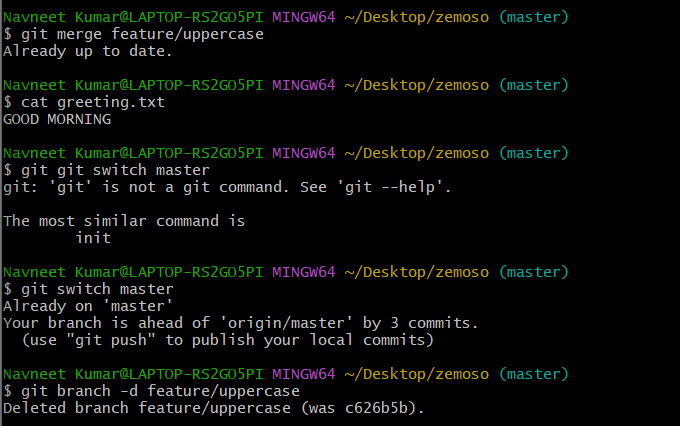 Navneet Kumar@LAPTOP-RS2GO5PI MINGW64 ~/Desktop/zemoso (master)
$ git merge feature/uppercase
Already up to date.
Navneet Kumar@LAPTOP-RS2GO5PI MINGW64 ~/Desktop/zemoso (master)
$ cat greeting.txt
GOOD MORNING
Navneet Kumar@LAPTOP-RS2GO5PI MINGW64 ~/Desktop/zemoso (master)
$ git git switch master
git: 'git' is not a git command. See 'git --help'.
The most similar command is
        init
Navneet Kumar@LAPTOP-RS2GO5PI MINGW64 ~/Desktop/zemoso (master)
$ git switch master
Already on 'master'
Your branch is ahead of 'origin/master' by 3 commits.
  (use "git push" to publish your local commits)
Navneet Kumar@LAPTOP-RS2GO5PI MINGW64 ~/Desktop/zemoso (master)
$ git branch -d feature/uppercase
Deleted branch feature/uppercase (was c626b5b).